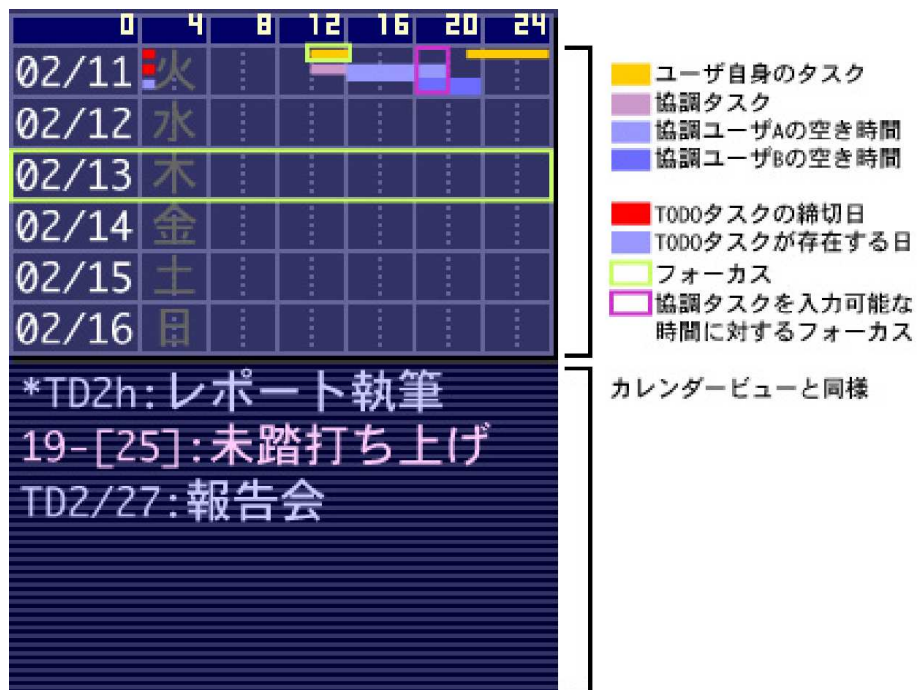 0 4 8 12 16 20 24
02/11 火
02/12 水
02/13 木
02/14 金
02/15 土
02/16 日
*TD2h:レポート執筆
19-[25]:未踏打ち上げ
TD2/27:報告会
ユーザ自身のタスク
協調タスク
協調ユーザAの空き時間
協調ユーザBの空き時間
TODOタスクの締切日
TODOタスクが存在する日
フォーカス
協調タスクを入力可能な
時間に対するフォーカス
カレンダービューと同様